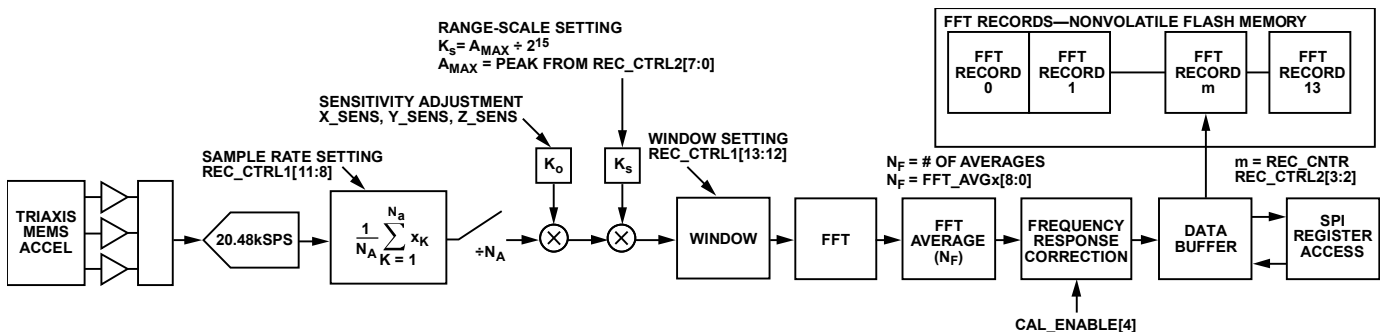 RANGE-SCALE SETTING
Ks= AMAX ÷ 2¹⁵
AMAX = PEAK FROM REC_CTRL2[7:0]
SENSITIVITY ADJUSTMENT
X_SENS, Y_SENS, Z_SENS
SAMPLE RATE SETTING
REC_CTRL1[11:8]
WINDOW SETTING
REC_CTRL1[13:12]
NF = # OF AVERAGES
NF = FFT_AVGx[8:0]
FFT RECORDS—NONVOLATILE FLASH MEMORY
FFT
RECORD
0
FFT
RECORD
1
FFT
RECORD
m
FFT
RECORD
13
m = REC_CNTR
REC_CTRL2[3:2]
TRIAXIS
MEMS
ACCEL
20.48kSPS
1
NA
Na
∑
K = 1
xK
÷NA
Ko
×
Ks
×
WINDOW
FFT
FFT
AVERAGE
(NF)
FREQUENCY
RESPONSE
CORRECTION
DATA
BUFFER
SPI
REGISTER
ACCESS
CAL_ENABLE[4]